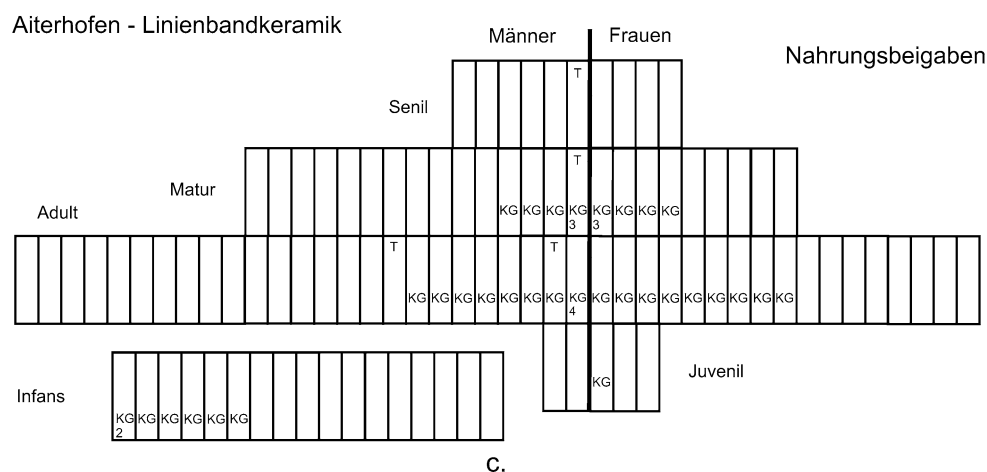 Aiterhofen - Linienbandkeramik
Männer Frauen
Nahrungsbeigaben
T
Senil
T
Matur
KG KG KG KG KG KG KG KG
3 3
Adult
T T
KG KG KG KG KG KG KG KG KG KG KG KG KG KG KG KG KG
4
Juvenil
KG
Infans
KG KG KG KG KG KG
2
c.